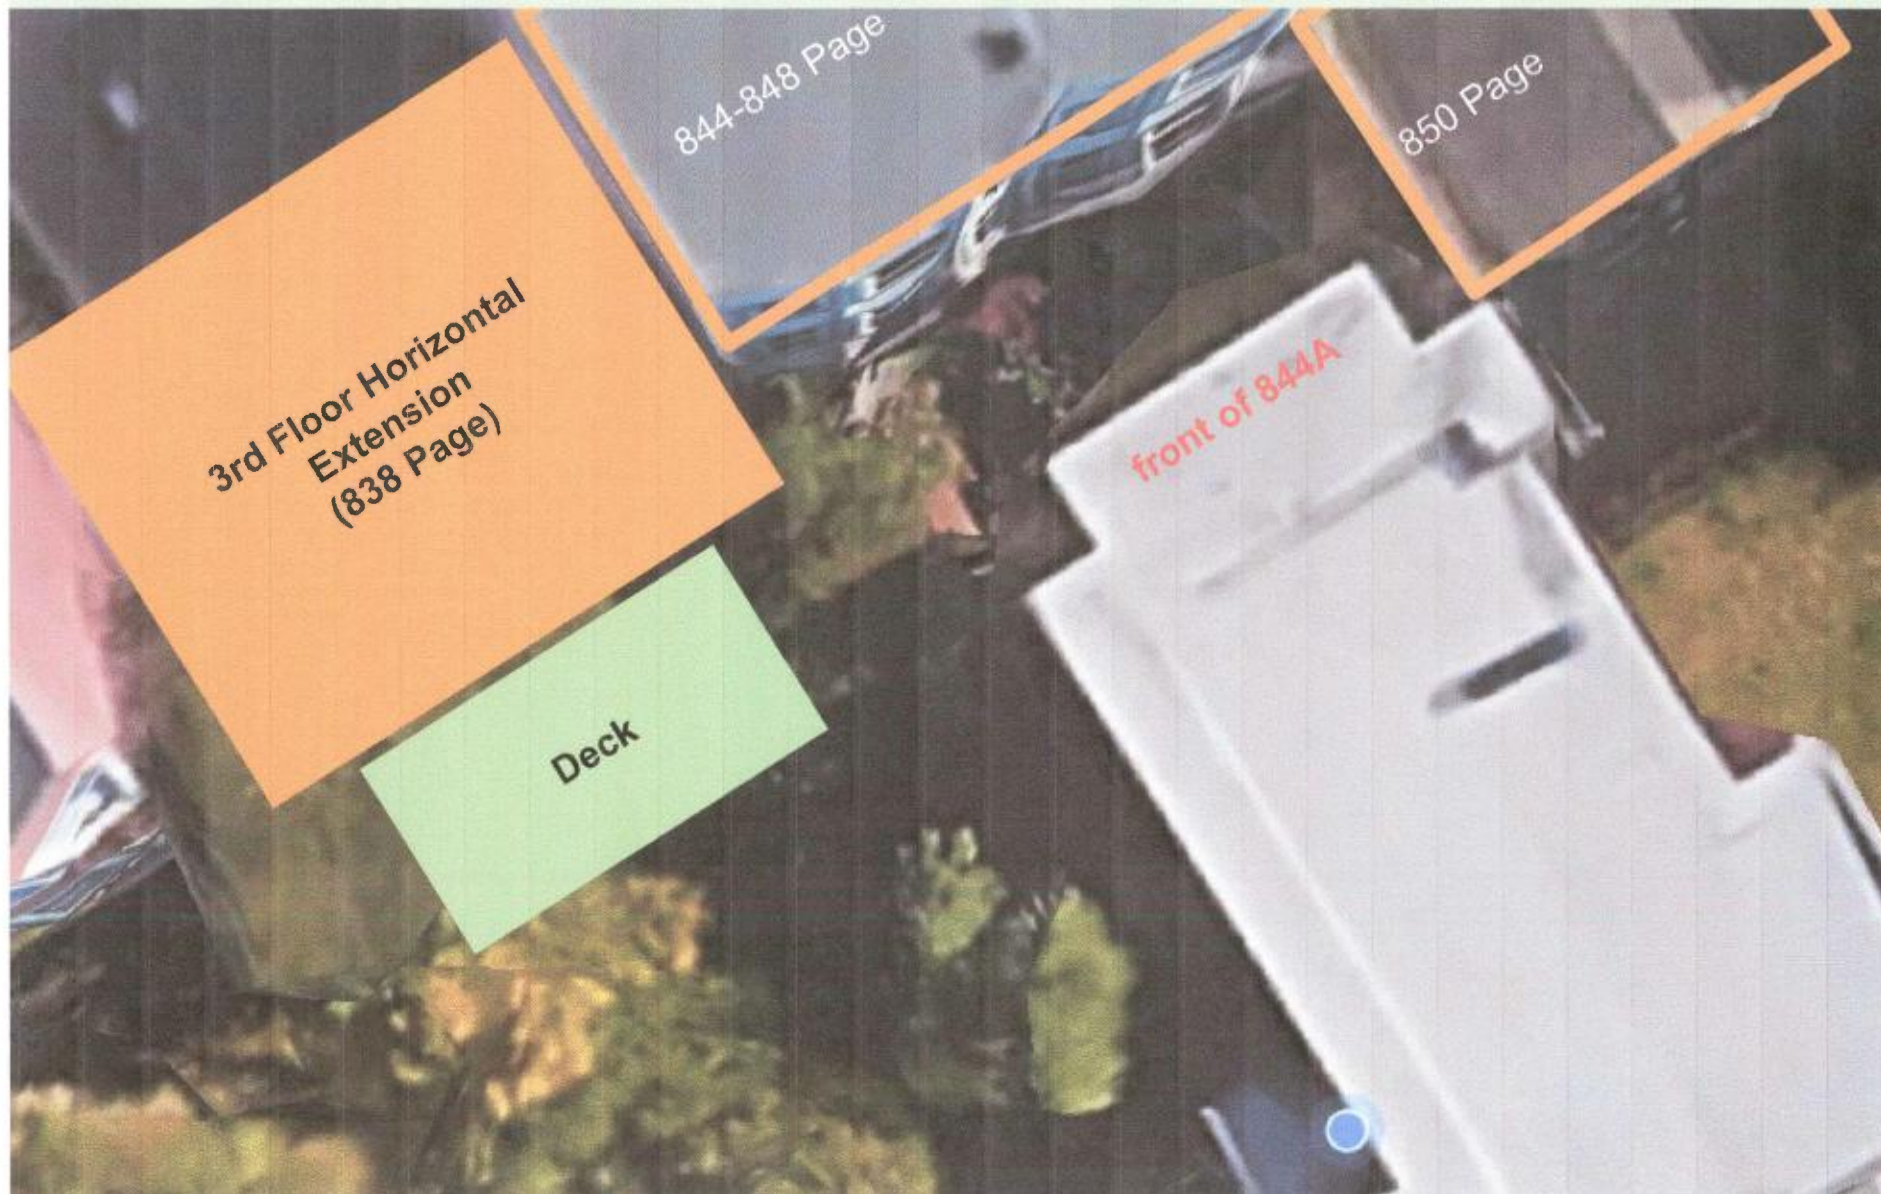 844-848 Page
850 Page
3rd Floor Horizontal
Extension
(838 Page)
front of 844A
Deck